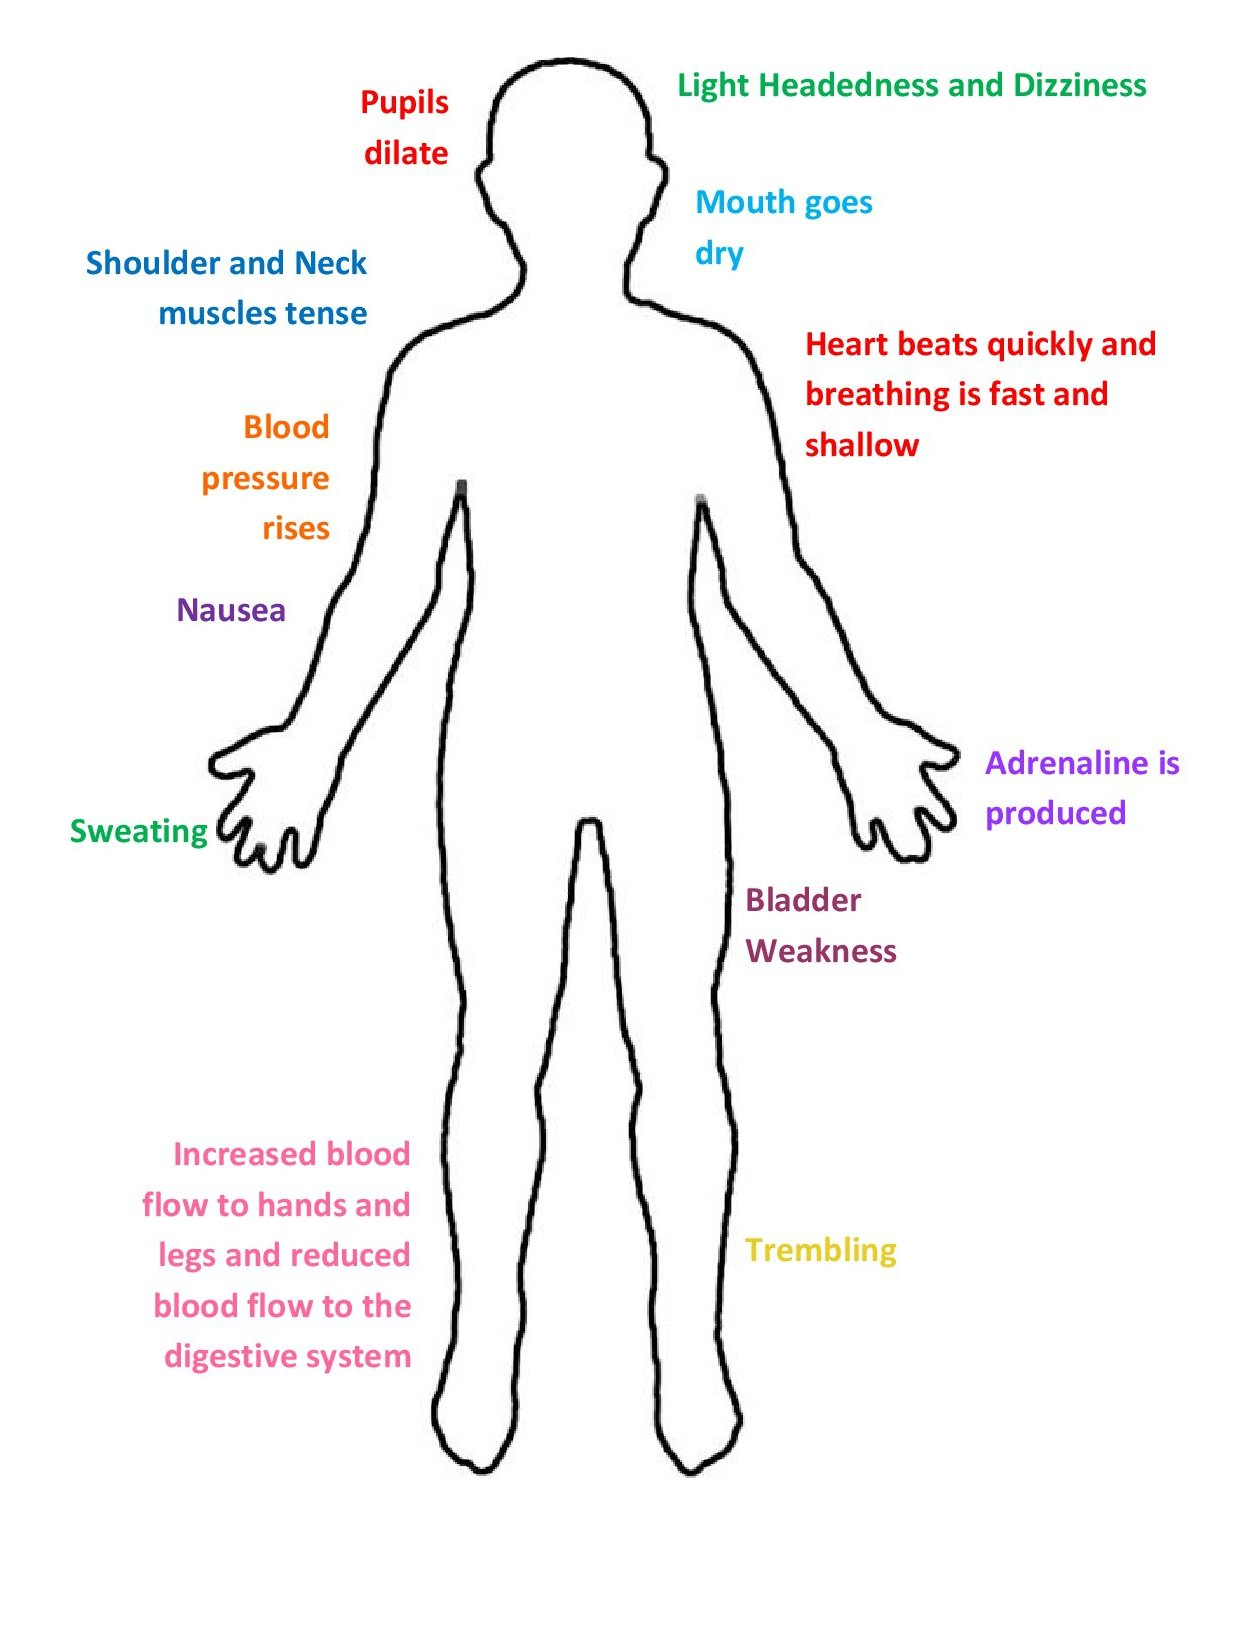 Light Headedness and Dizziness
Pupils
dilate
Mouth goes
dry
Shoulder and Neck
muscles tense
Heart beats quickly and
breathing is fast and
shallow
Blood
pressure
rises
Nausea
Adrenaline is
produced
Sweating
Bladder
Weakness
Increased blood
flow to hands and
legs and reduced
blood flow to the
digestive system
Trembling